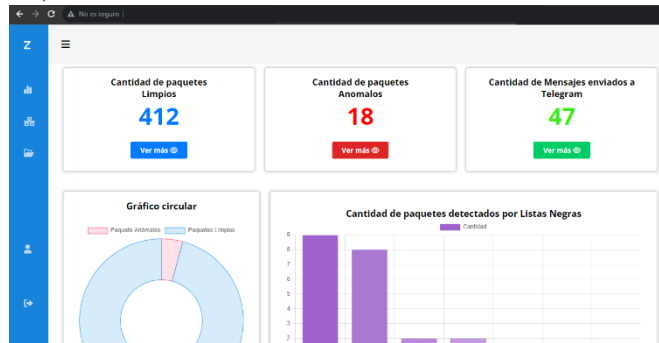 No es seguro
Z
Cantidad de paquetes
Limpios
412
Ver más
Cantidad de paquetes
Anomalos
18
Ver más
Cantidad de Mensajes enviados a
Telegram
47
Ver más
Gráfico circular
Paquete Anómalos
Paquetes Limpios
Cantidad de paquetes detectados por Listas Negras
Cantidad
9
8
7
6
5
4
3
2